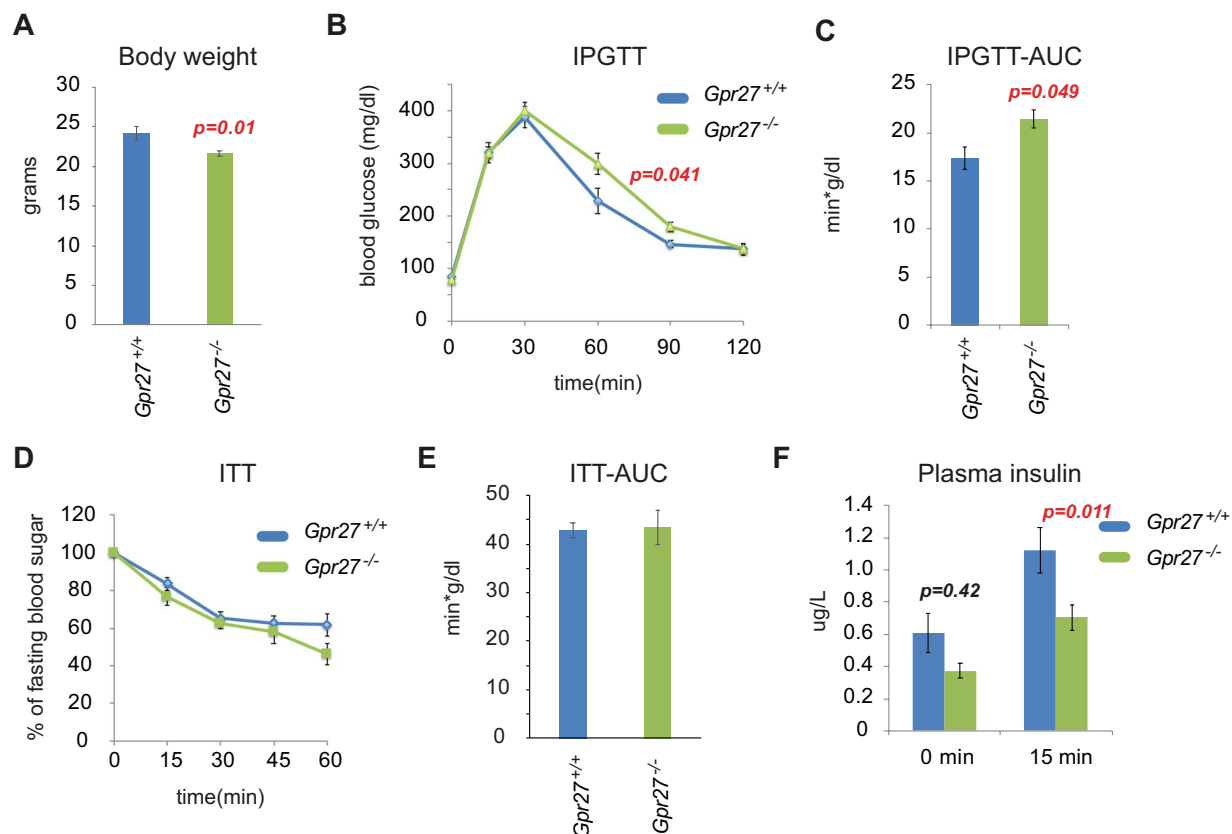 A
Body weight
30
25
20
15
10
5
0
grams
p=0.01
Gpr27+/+
Gpr27-/-
B
IPGTT
400
300
200
100
0
blood glucose (mg/dl)
Gpr27+/+
Gpr27-/-
p=0.041
0 30 60 90 120
time(min)
C
IPGTT-AUC
25
20
15
10
5
0
min*g/dl
p=0.049
Gpr27+/+
Gpr27-/-
D
ITT
120
100
80
60
40
20
0
% of fasting blood sugar
Gpr27+/+
Gpr27-/-
0 15 30 45 60
time(min)
E
ITT-AUC
50
40
30
20
10
0
min*g/dl
Gpr27+/+
Gpr27-/-
F
Plasma insulin
1.4
1.2
1
0.8
0.6
0.4
0.2
0
ug/L
p=0.42
p=0.011
Gpr27+/+
Gpr27-/-
0 min 15 min